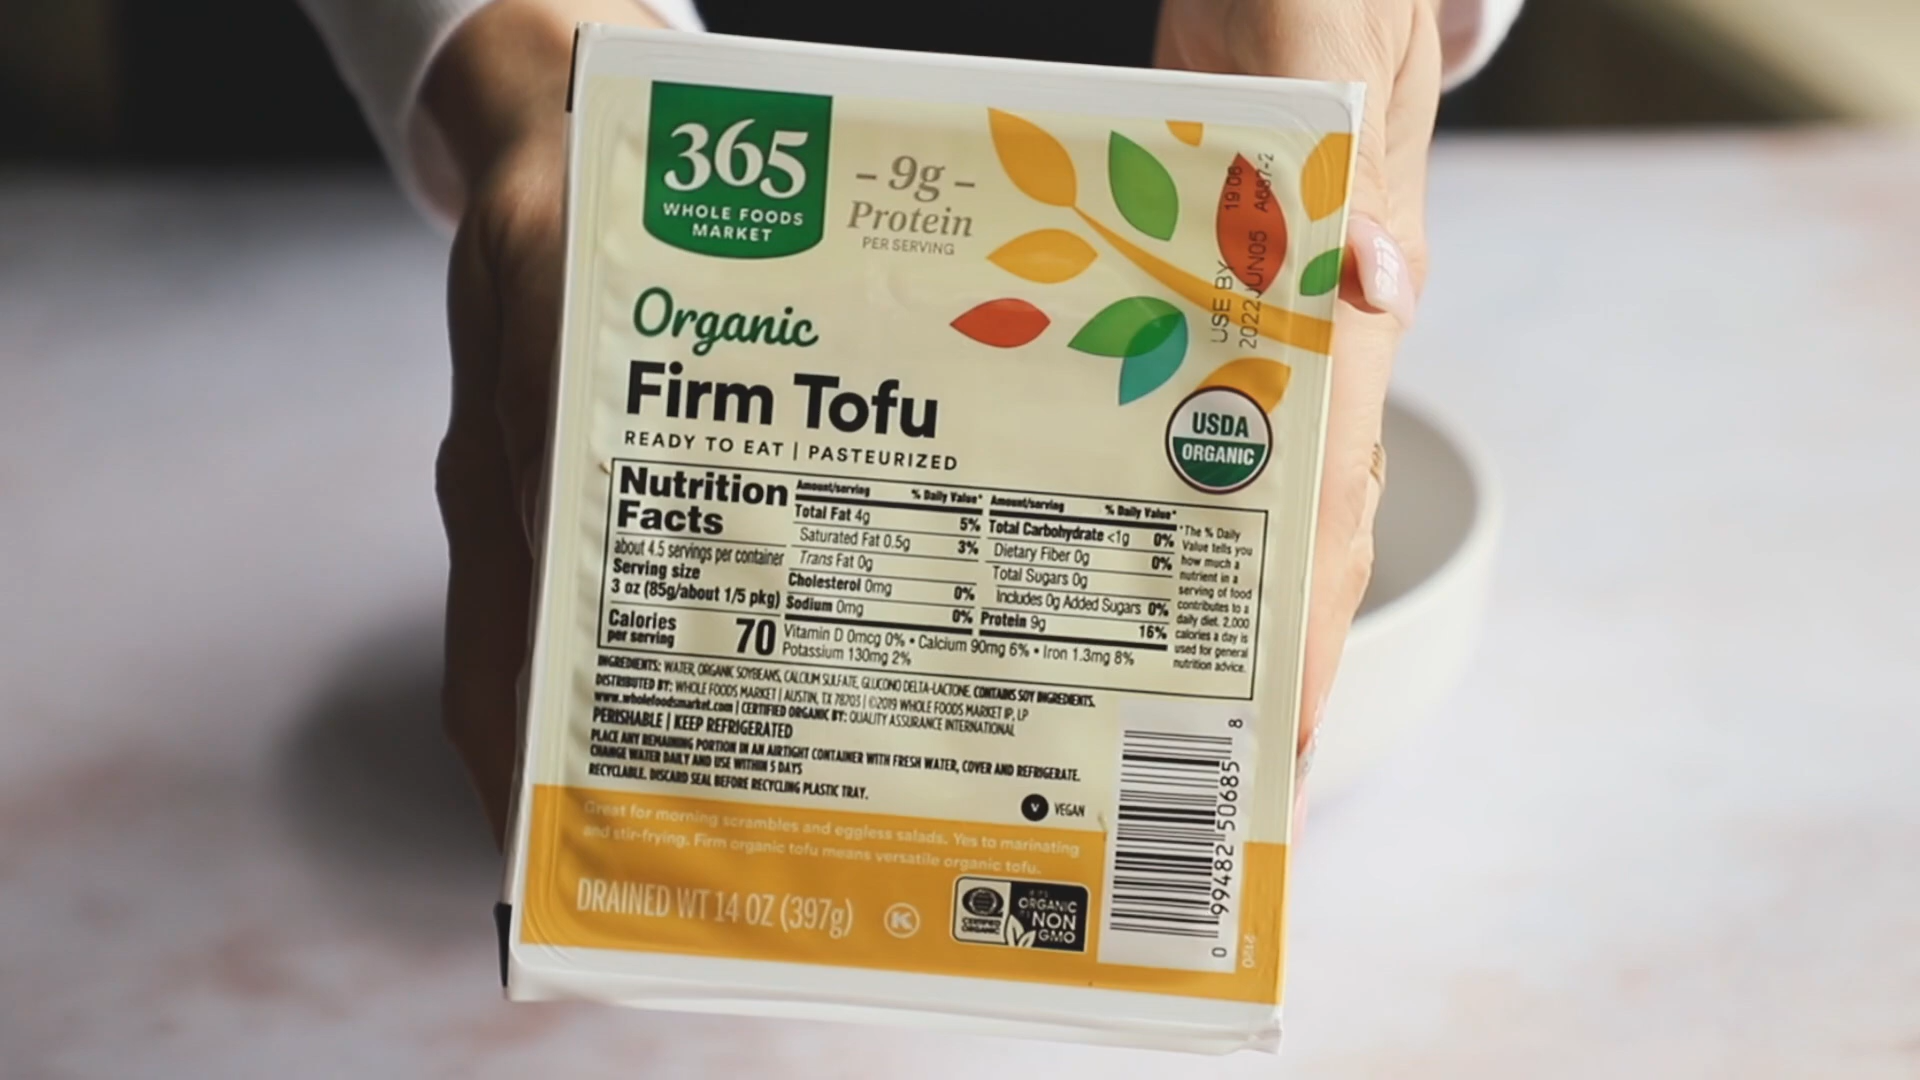 365
WHOLE FOODS
MARKET
- 9g -
Protein
PER SERVING
USE BY 19:06
2022JUN05 A687-2
Organic
Firm Tofu
READY TO EAT | PASTEURIZED
USDA
ORGANIC
Nutrition
Facts
about 4.5 servings per container
Serving size
3 oz (85g/about 1/5 pkg)
Calories
per serving
70
Amount/serving % Daily Value*
Total Fat 4g 5%
Saturated Fat 0.5g 3%
Trans Fat 0g
Cholesterol 0mg 0%
Sodium 0mg 0%
Amount/serving % Daily Value*
Total Carbohydrate <1g 0%
Dietary Fiber 0g 0%
Total Sugars 0g
Includes 0g Added Sugars 0%
Protein 9g 16%
Vitamin D 0mcg 0% • Calcium 90mg 6% • Iron 1.3mg 8%
Potassium 130mg 2%
*The % Daily
Value tells you
how much a
nutrient in a
serving of food
contributes to a
daily diet. 2,000
calories a day is
used for general
nutrition advice.
INGREDIENTS: WATER, ORGANIC SOYBEANS, CALCIUM SULFATE, GLUCONO DELTA-LACTONE. CONTAINS SOY INGREDIENTS.
DISTRIBUTED BY: WHOLE FOODS MARKET | AUSTIN, TX 78703 | ©2019 WHOLE FOODS MARKET IP, LP
www.wholefoodsmarket.com | CERTIFIED ORGANIC BY: QUALITY ASSURANCE INTERNATIONAL
PERISHABLE | KEEP REFRIGERATED
PLACE ANY REMAINING PORTION IN AN AIRTIGHT CONTAINER WITH FRESH WATER, COVER AND REFRIGERATE.
CHANGE WATER DAILY AND USE WITHIN 5 DAYS
RECYCLABLE. DISCARD SEAL BEFORE RECYCLING PLASTIC TRAY.
V VEGAN
Great for morning scrambles and eggless salads. Yes to marinating
and stir-frying. Firm organic tofu means versatile organic tofu.
DRAINED WT 14 OZ (397g)
K
CERTIFIED
ORGANIC
ORGANIC
NON
GMO
0 99482 50685 8
2120